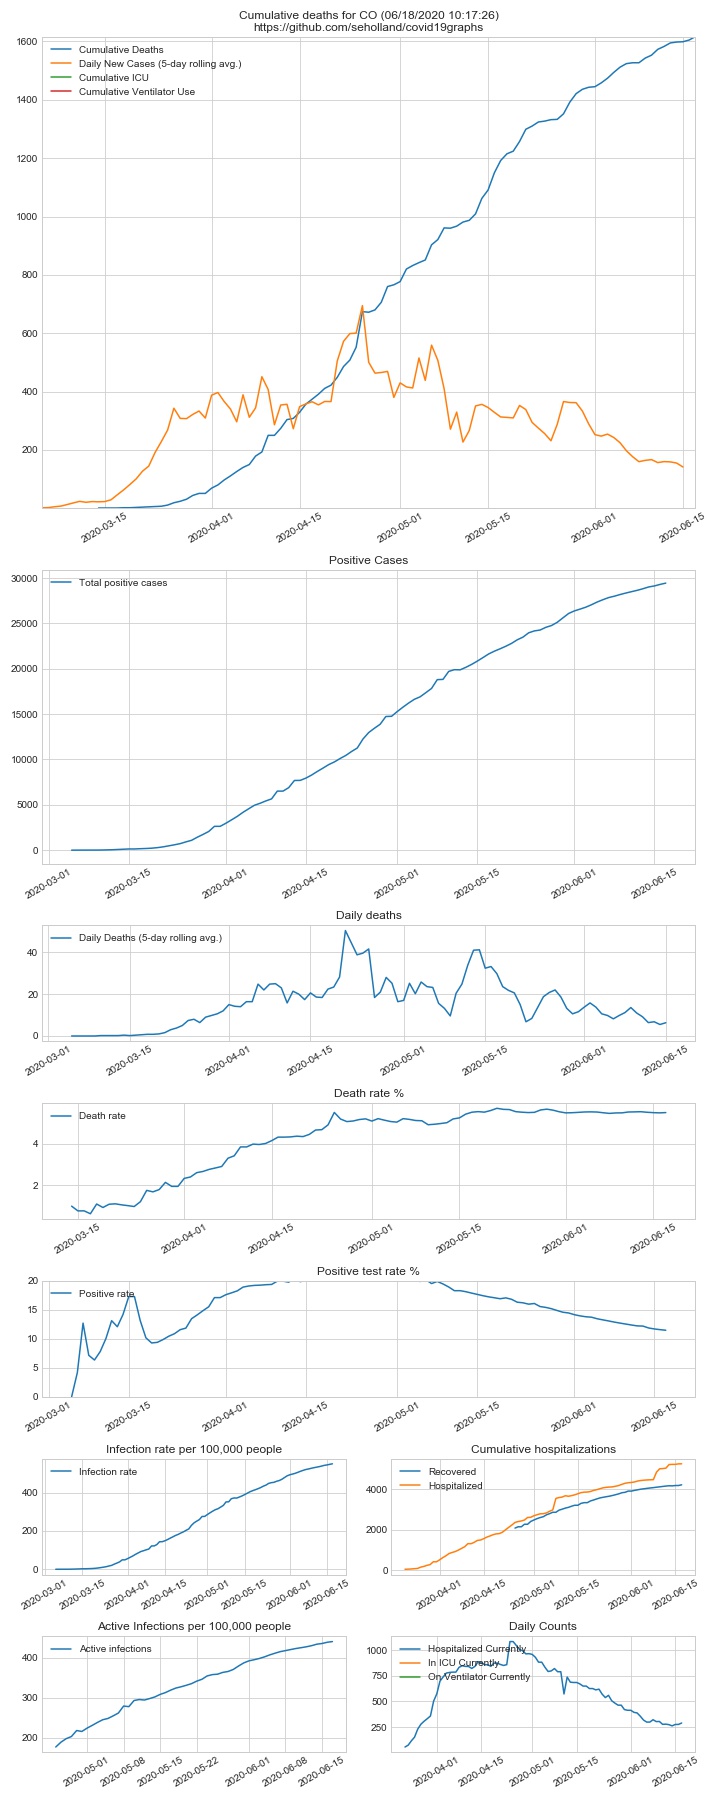 Cumulative deaths for CO (06/18/2020 10:17:26)
https://github.com/seholland/covid19graphs
Cumulative Deaths
Daily New Cases (5-day rolling avg.)
Cumulative ICU
Cumulative Ventilator Use
1600
1400
1200
1000
800
600
400
200
2020-03-15 2020-04-01 2020-04-15 2020-05-01 2020-05-15 2020-06-01 2020-06-15
Positive Cases
Total positive cases
30000
25000
20000
15000
10000
5000
0
2020-03-01 2020-03-15 2020-04-01 2020-04-15 2020-05-01 2020-05-15 2020-06-01 2020-06-15
Daily deaths
Daily Deaths (5-day rolling avg.)
40
20
0
2020-03-01 2020-03-15 2020-04-01 2020-04-15 2020-05-01 2020-05-15 2020-06-01 2020-06-15
Death rate %
Death rate
4
2
2020-03-15 2020-04-01 2020-04-15 2020-05-01 2020-05-15 2020-06-01 2020-06-15
Positive test rate %
Positive rate
20
15
10
5
0
2020-03-01 2020-03-15 2020-04-01 2020-04-15 2020-05-01 2020-05-15 2020-06-01 2020-06-15
Infection rate per 100,000 people
Infection rate
400
200
0
2020-03-01 2020-03-15 2020-04-01 2020-04-15 2020-05-01 2020-05-15 2020-06-01 2020-06-15
Cumulative hospitalizations
Recovered
Hospitalized
4000
2000
0
2020-04-01 2020-04-15 2020-05-01 2020-05-15 2020-06-01 2020-06-15
Active Infections per 100,000 people
Active infections
400
300
200
2020-05-01 2020-05-08 2020-05-15 2020-05-22 2020-06-01 2020-06-08 2020-06-15
Daily Counts
Hospitalized Currently
In ICU Currently
On Ventilator Currently
1000
750
500
250
2020-04-01 2020-04-15 2020-05-01 2020-05-15 2020-06-01 2020-06-15